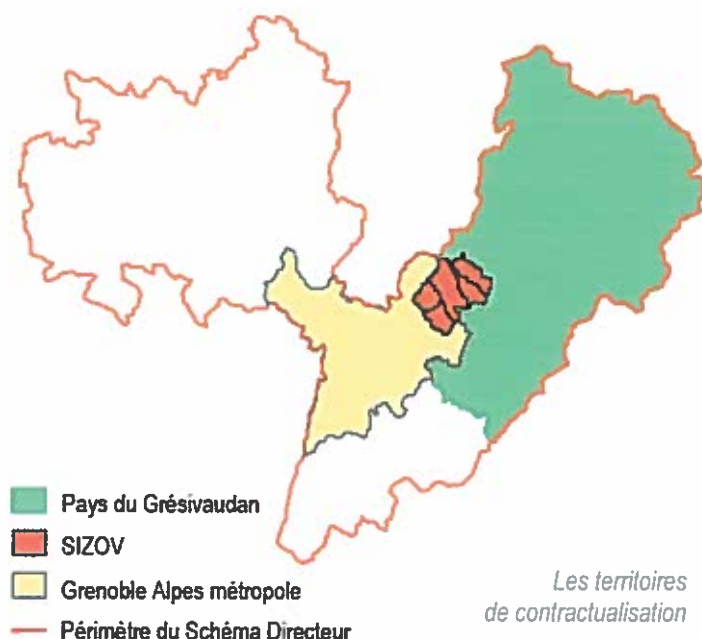 Pays du Grésivaudan
SIZOV
Grenoble Alpes métropole
Périmètre du Schéma Directeur
Les territoires
de contractualisation